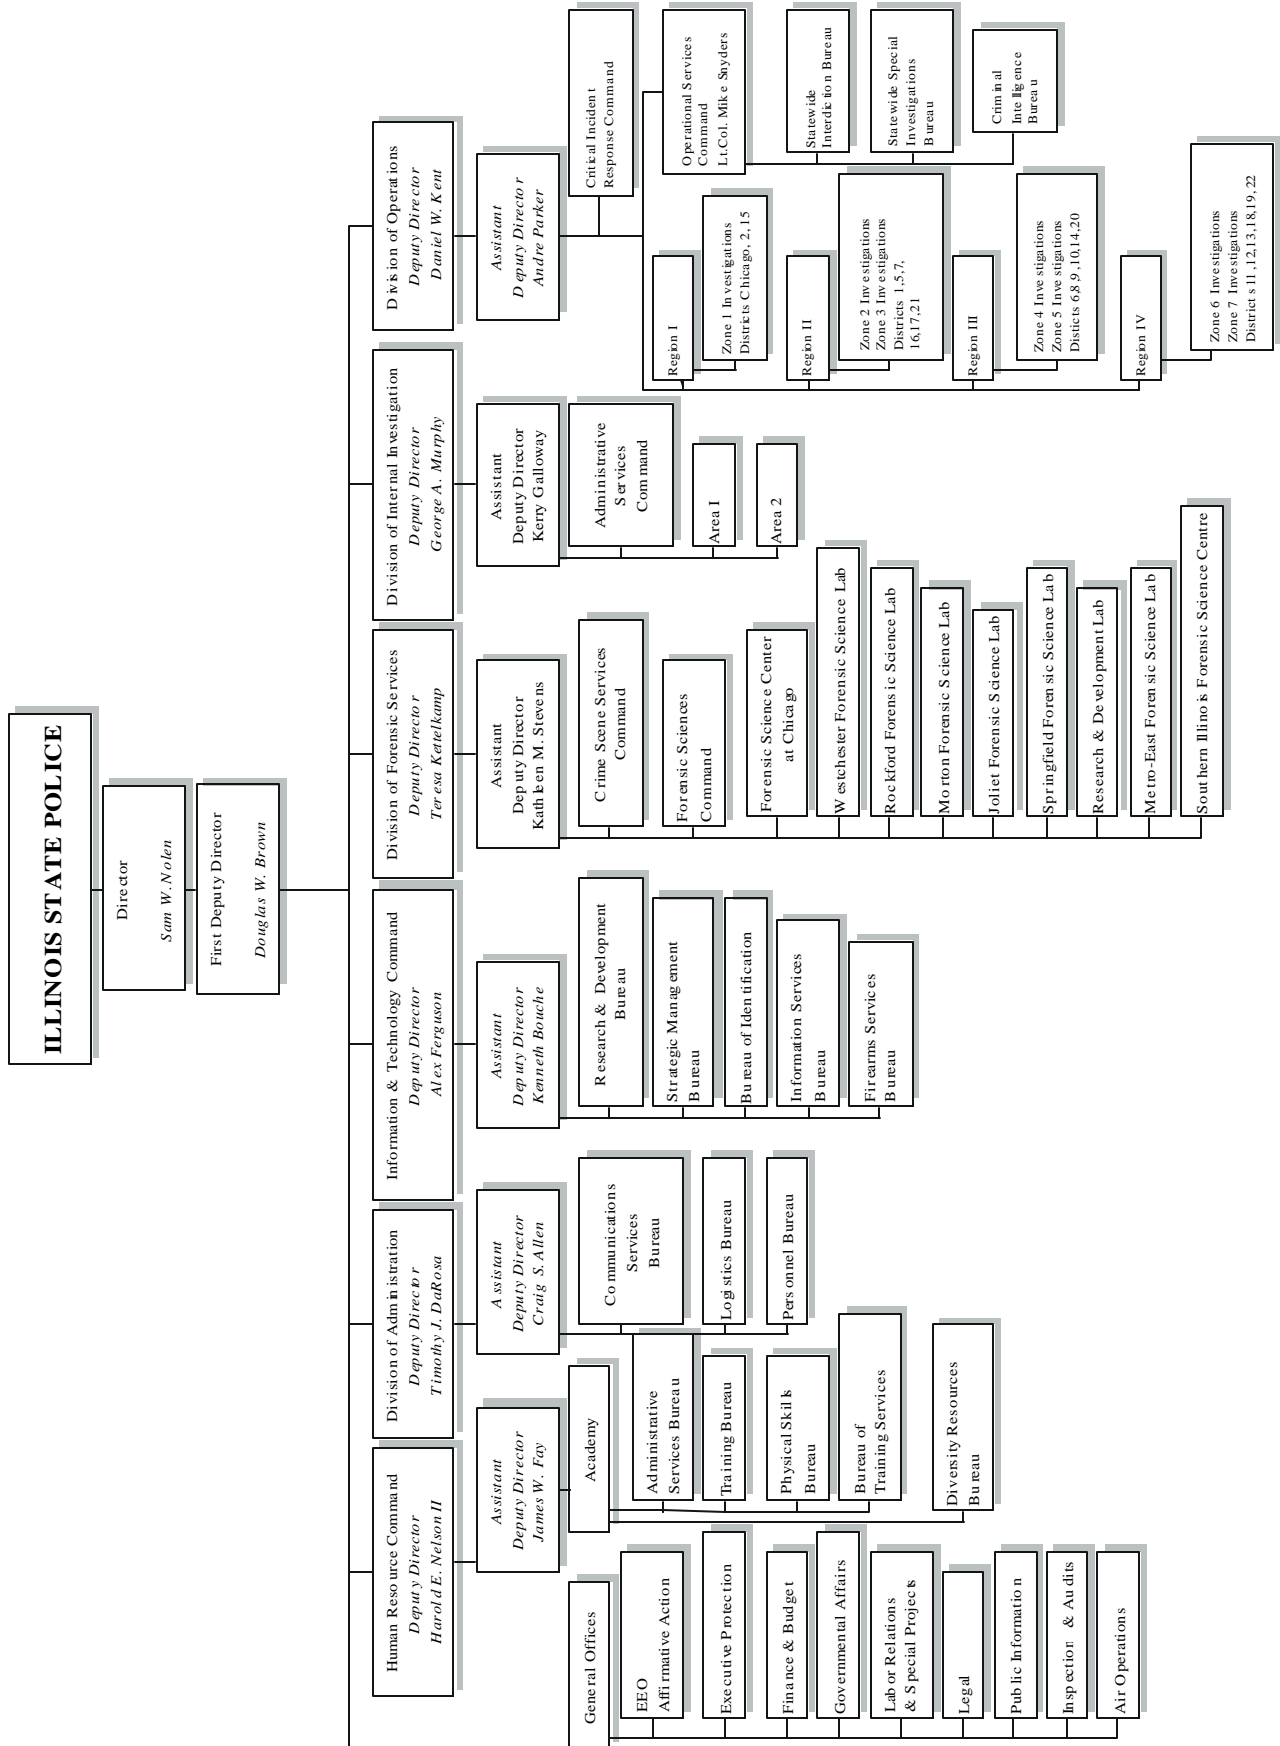 ILLINOIS STATE POLICE
Director
Sam W. Nolen
First Deputy Director
Douglas W. Brown
Human Resource Command
Deputy Director
Harold E. Nelson II
Division of Administration
Deputy Director
Timothy J. DaRosa
Information & Technology Command
Deputy Director
Alex Ferguson
Division of Forensic Services
Deputy Director
Teresa Kettelkamp
Division of Internal Investigation
Deputy Director
George A. Murphy
Division of Operations
Deputy Director
Daniel W. Kent
Assistant
Deputy Director
James W. Fay
Assistant
Deputy Director
Craig S. Allen
Assistant
Deputy Director
Kenneth Bouche
Assistant
Deputy Director
Kathleen M. Stevens
Assistant
Deputy Director
Kerry Galloway
Assistant
Deputy Director
Andre Parker
General Offices
EEO
Affirmative Action
Executive Protection
Finance & Budget
Governmental Affairs
Labor Relations
& Special Projects
Legal
Public Information
Inspection & Audits
Air Operations
Academy
Administrative
Services Bureau
Training Bureau
Physical Skills
Bureau
Bureau of
Training Services
Diversity Resources
Bureau
Communications
Services
Bureau
Logistics Bureau
Personnel Bureau
Research & Development
Bureau
Strategic Management
Bureau
Bureau of Identification
Information Services
Bureau
Firearms Services
Bureau
Crime Scene Services
Command
Forensic Sciences
Command
Forensic Science Center
at Chicago
Westchester Forensic Science Lab
Rockford Forensic Science Lab
Morton Forensic Science Lab
Joliet Forensic Science Lab
Springfield Forensic Science Lab
Research & Development Lab
Metro-East Forensic Science Lab
Southern Illinois Forensic Science Centre
Administrative
Services
Command
Area I
Area 2
Critical Incident
Response Command
Operational Services
Command
Lt.Col. Mike Snyders
Statewide
Interdiction Bureau
Statewide Special
Investigations
Bureau
Criminal
Intelligence
Bureau
Region I
Zone 1 Investigations
Districts Chicago, 2,15
Region II
Zone 2 Investigations
Zone 3 Investigations
Districts 1,5,7,
16,17,21
Region III
Zone 4 Investigations
Zone 5 Investigations
Disticts 6,8,9,10,14,20
Region IV
Zone 6 Investigations
Zone 7 Investigations
Districts 11,12,13,18,19,22